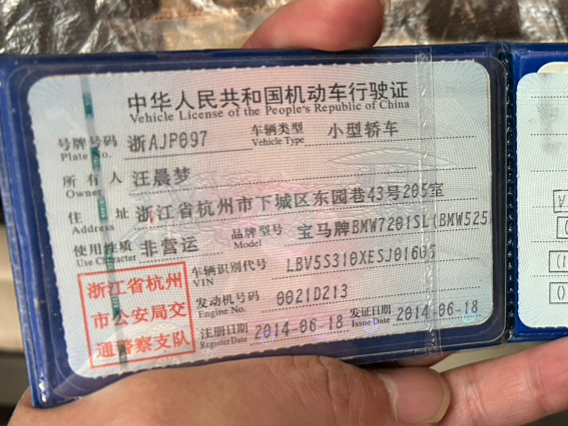 中华人民共和国机动车行驶证
Vehicle License of the People's Republic of China
号牌号码 浙AJP097 车辆类型 小型轿车
Plate No. Vehicle Type
所有人 汪晨梦
Owner
住址 浙江省杭州市下城区东园巷43号205室
Address
使用性质 非营运 品牌型号 宝马牌BMW7201SL(BMW525
Use Character Model
车辆识别代号 LBV5S310XESJ01605
VIN
发动机号码 0021D213
Engine No.
注册日期 2014-06-18 发证日期 2014-06-18
Register Date Issue Date
浙江省杭州
市公安局交
通警察支队